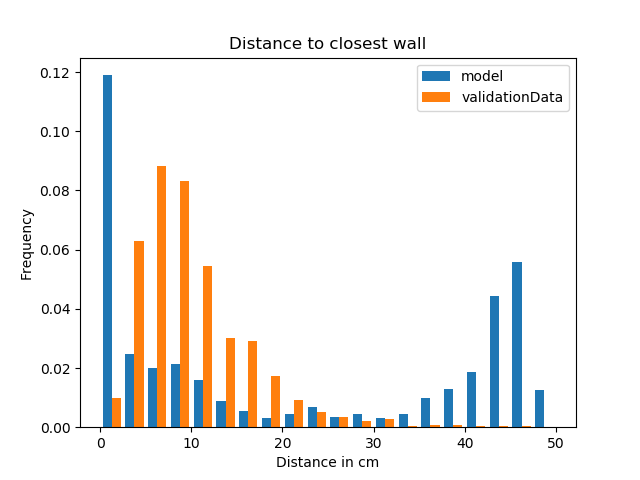 Distance to closest wall
model
validationData
0.12
0.10
0.08
0.06
0.04
0.02
0.00
Frequency
0 10 20 30 40 50
Distance in cm